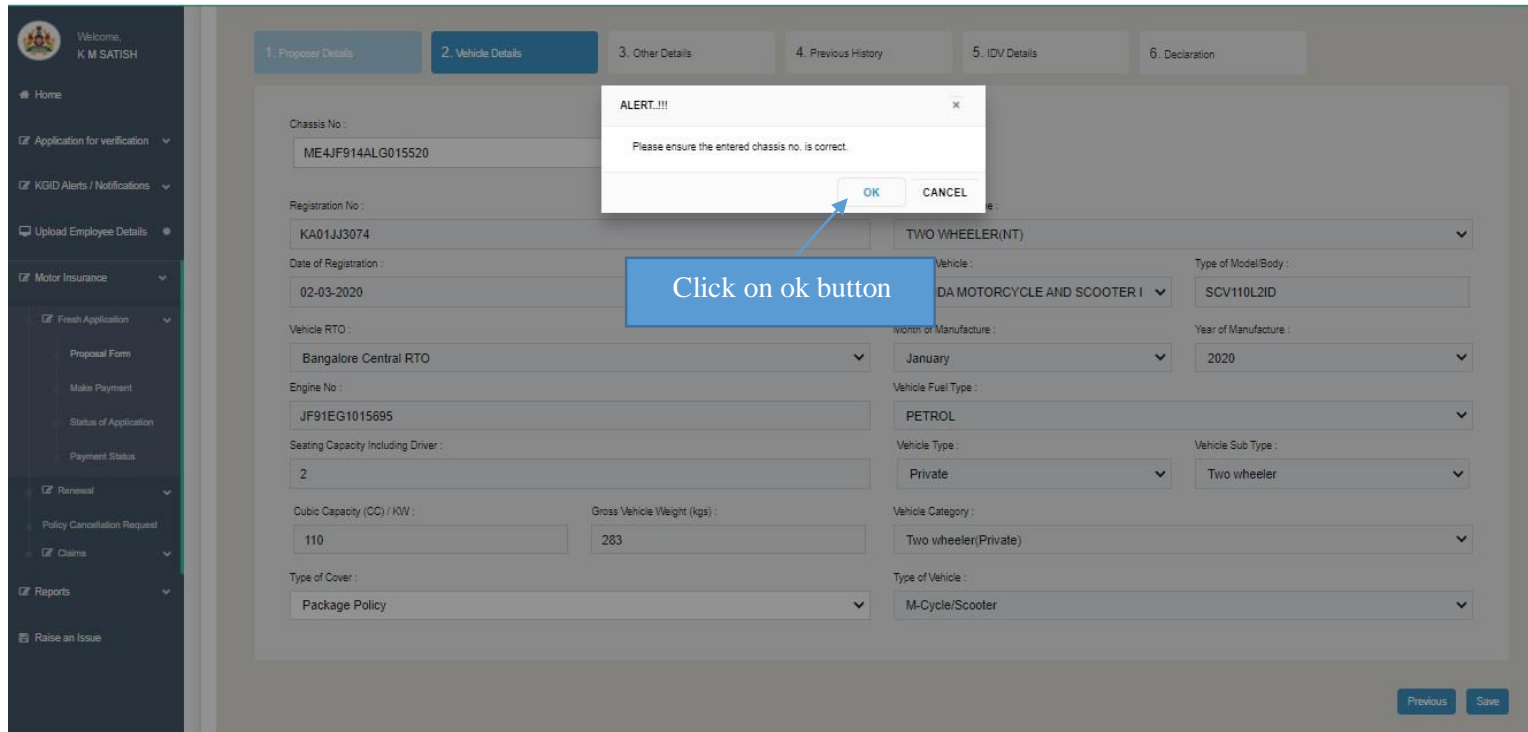 Welcome,
K M SATISH
Home
Application for verification
KGID Alerts / Notifications
Upload Employee Details
Motor Insurance
Fresh Application
Proposal Form
Make Payment
Status of Application
Payment Status
Renewal
Policy Cancellation Request
Claims
Reports
Raise an Issue
1. Proposer Details
2. Vehicle Details
3. Other Details
4. Previous History
5. IDV Details
6. Declaration
ALERT..!!!
×
Please ensure the entered chassis no. is correct.
OK
CANCEL
Click on ok button
Chassis No :
ME4JF914ALG015520
Registration No :
KA01JJ3074
TWO WHEELER(NT)
Date of Registration :
Vehicle :
Type of Model/Body :
02-03-2020
DA MOTORCYCLE AND SCOOTER I
SCV110L2ID
Vehicle RTO :
Month of Manufacture :
Year of Manufacture :
Bangalore Central RTO
January
2020
Engine No :
Vehicle Fuel Type :
JF91EG1015695
PETROL
Seating Capacity Including Driver :
Vehicle Type :
Vehicle Sub Type :
2
Private
Two wheeler
Cubic Capacity (CC) / KW :
Gross Vehicle Weight (kgs) :
Vehicle Category :
110
283
Two wheeler(Private)
Type of Cover :
Type of Vehicle :
Package Policy
M-Cycle/Scooter
Previous
Save